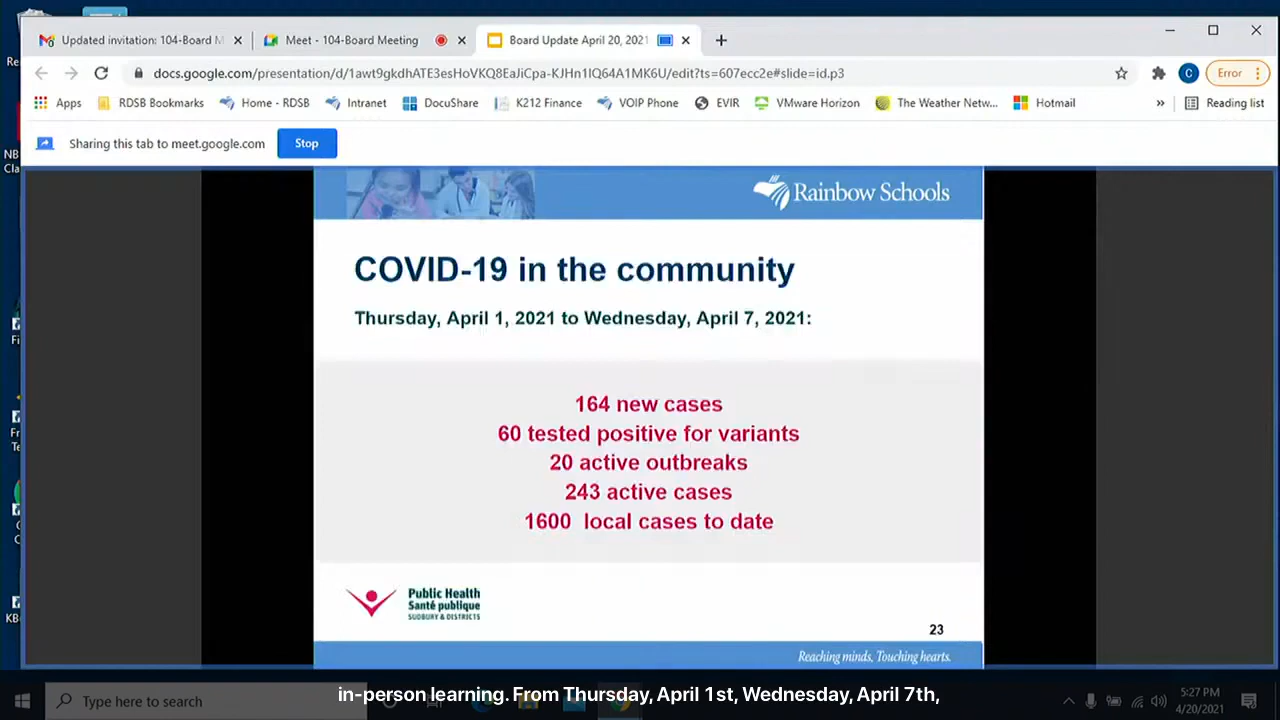 Updated invitation: 104-Board M
Meet - 104-Board Meeting
Board Update April 20, 2021
docs.google.com/presentation/d/1awt9gkdhATE3esHoVKQ8EaJiCpa-KJHn1IQ64A1MK6U/edit?ts=607ecc2e#slide=id.p3
C
Error
Apps
RDSB Bookmarks
Home - RDSB
Intranet
DocuShare
K212 Finance
VOIP Phone
EVIR
VMware Horizon
The Weather Netw...
Hotmail
»
Reading list
Sharing this tab to meet.google.com
Stop
Rainbow Schools
COVID-19 in the community
Thursday, April 1, 2021 to Wednesday, April 7, 2021:
164 new cases
60 tested positive for variants
20 active outbreaks
243 active cases
1600 local cases to date
Public Health
Santé publique
SUDBURY & DISTRICTS
23
Reaching minds, Touching hearts.
Type here to search
in-person learning. From Thursday, April 1st, Wednesday, April 7th,
5:27 PM
4/20/2021